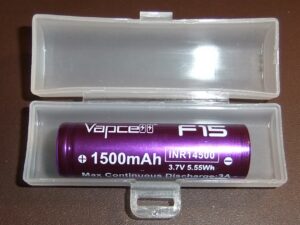 Vapcell F15
+ 1500mAh INR14500 -
3.7V 5.55Wh
Max Continuous Discharge:3A